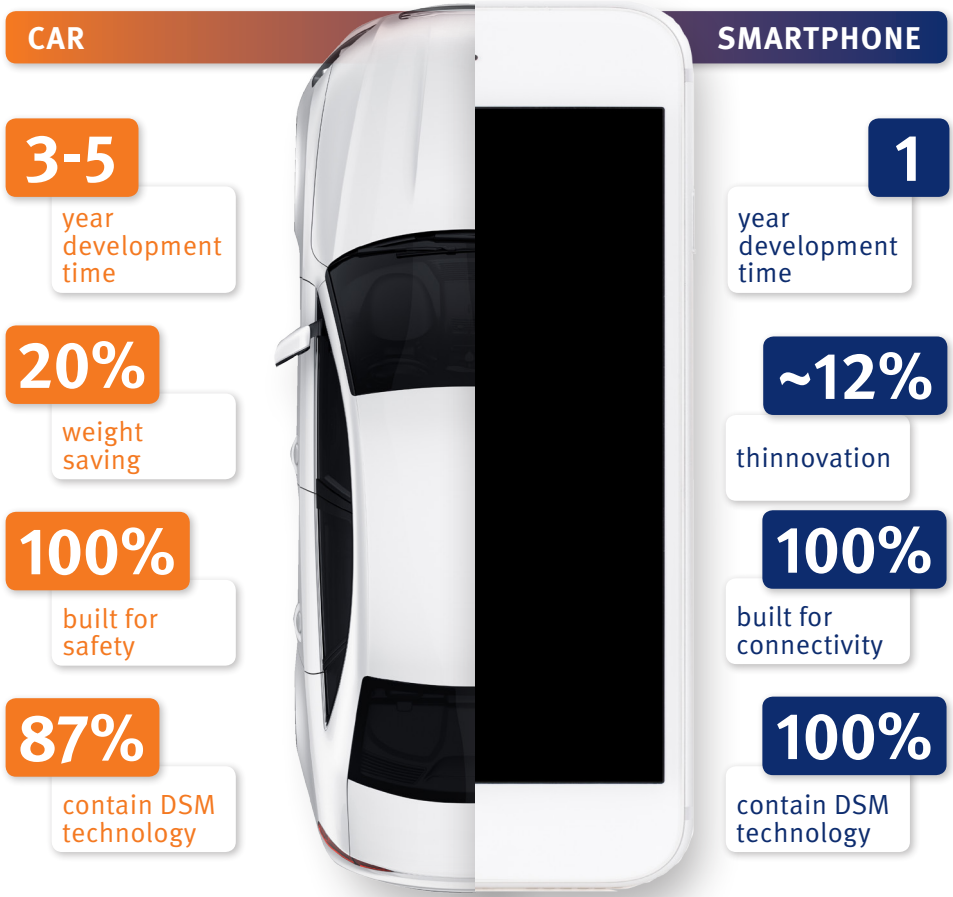 CAR
SMARTPHONE
3-5
year
development
time
1
year
development
time
20%
weight
saving
~12%
thinnovation
100%
built for
safety
100%
built for
connectivity
87%
contain DSM
technology
100%
contain DSM
technology